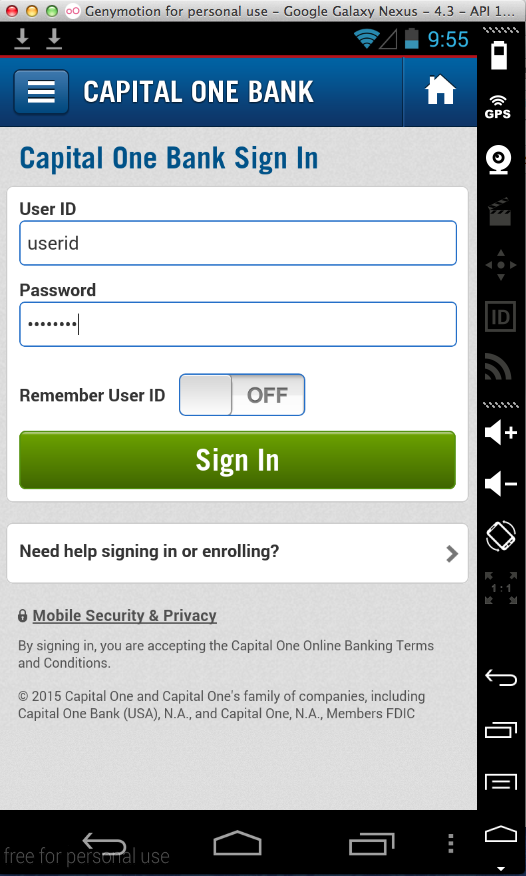 Genymotion for personal use - Google Galaxy Nexus - 4.3 - API 1...
9:55
CAPITAL ONE BANK
GPS
Capital One Bank Sign In
User ID
userid
Password
••••••••
ID
Remember User ID OFF
Sign In
Need help signing in or enrolling?
1:1
Mobile Security & Privacy
By signing in, you are accepting the Capital One Online Banking Terms
and Conditions.
© 2015 Capital One and Capital One's family of companies, including
Capital One Bank (USA), N.A., and Capital One, N.A., Members FDIC
free for personal use